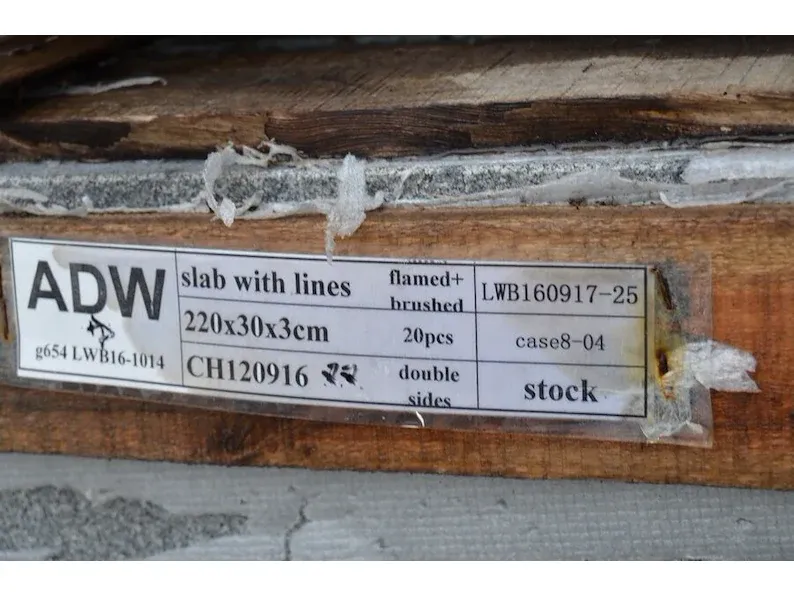 ADW
g654 LWB16-1014
slab with lines
flamed+
brushed
LWB160917-25
220x30x3cm
20pcs
case8-04
CH120916
double
sides
stock